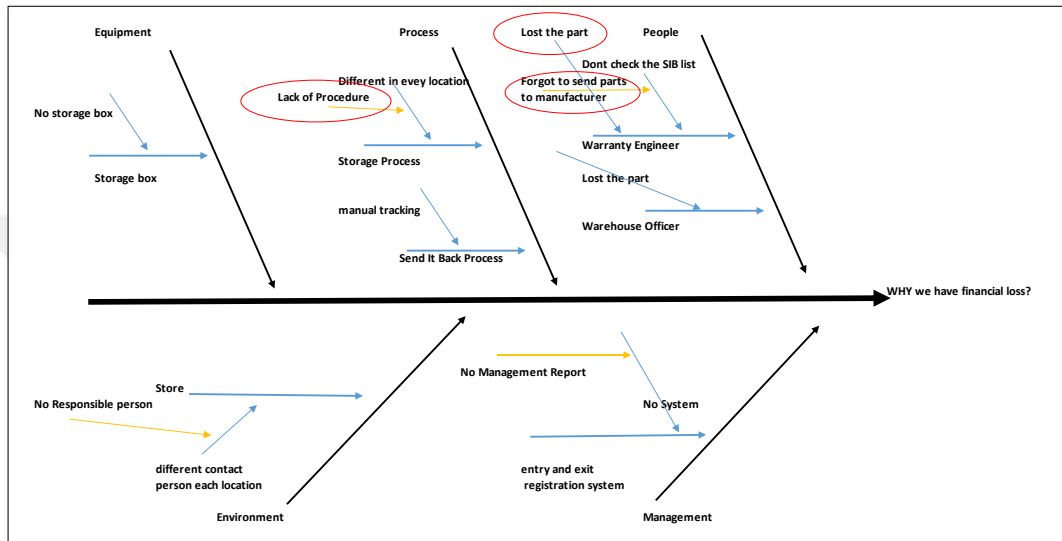 Equipment
Process
Lost the part
People
Dont check the SIB list
Different in evey location
Forgot to send parts
to manufacturer
Lack of Procedure
No storage box
Warranty Engineer
Storage Process
Storage box
Lost the part
manual tracking
Warehouse Officer
Send It Back Process
WHY we have financial loss?
No Management Report
Store
No Responsible person
No System
different contact
person each location
entry and exit
registration system
Environment
Management